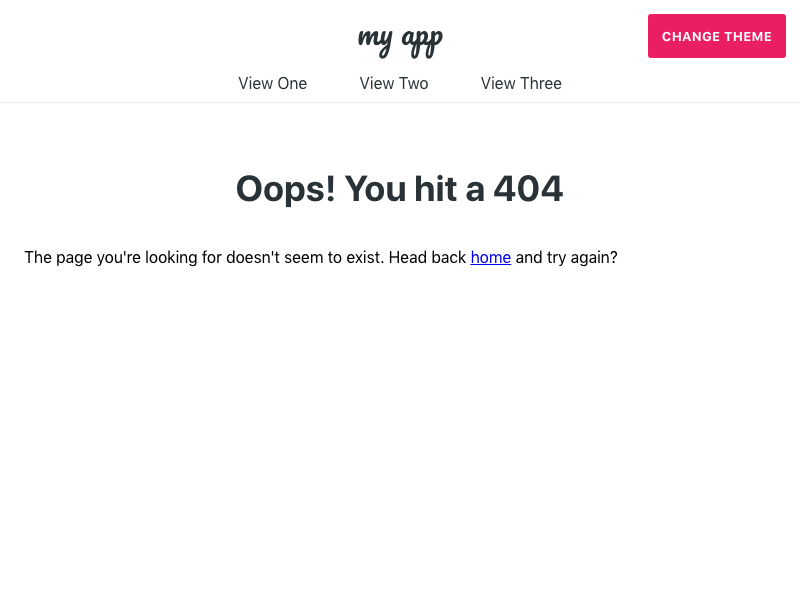 my app
CHANGE THEME
View One View Two View Three
Oops! You hit a 404
The page you're looking for doesn't seem to exist. Head back home and try again?